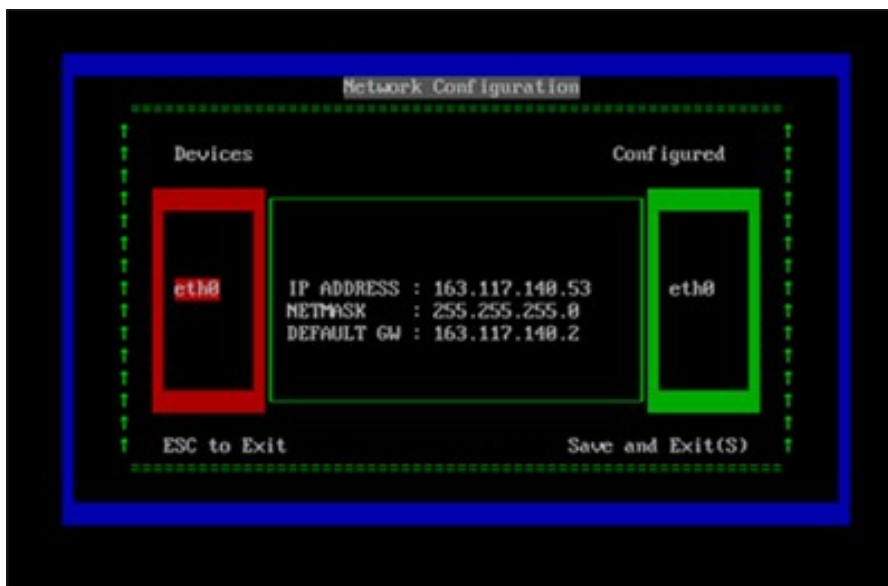 Network Configuration
Devices
Configured
eth0
IP ADDRESS : 163.117.140.53
NETMASK : 255.255.255.0
DEFAULT GW : 163.117.140.2
eth0
ESC to Exit
Save and Exit(S)